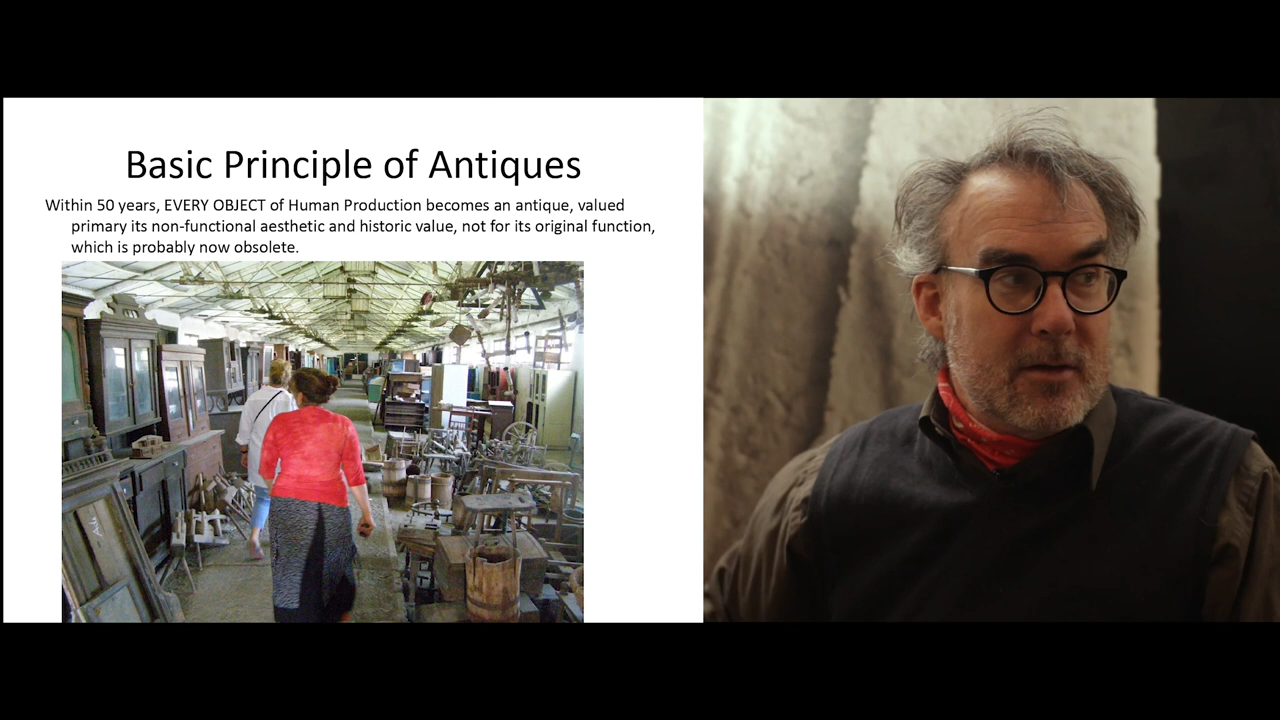 Basic Principle of Antiques
Within 50 years, EVERY OBJECT of Human Production becomes an antique, valued
primary its non-functional aesthetic and historic value, not for its original function,
which is probably now obsolete.